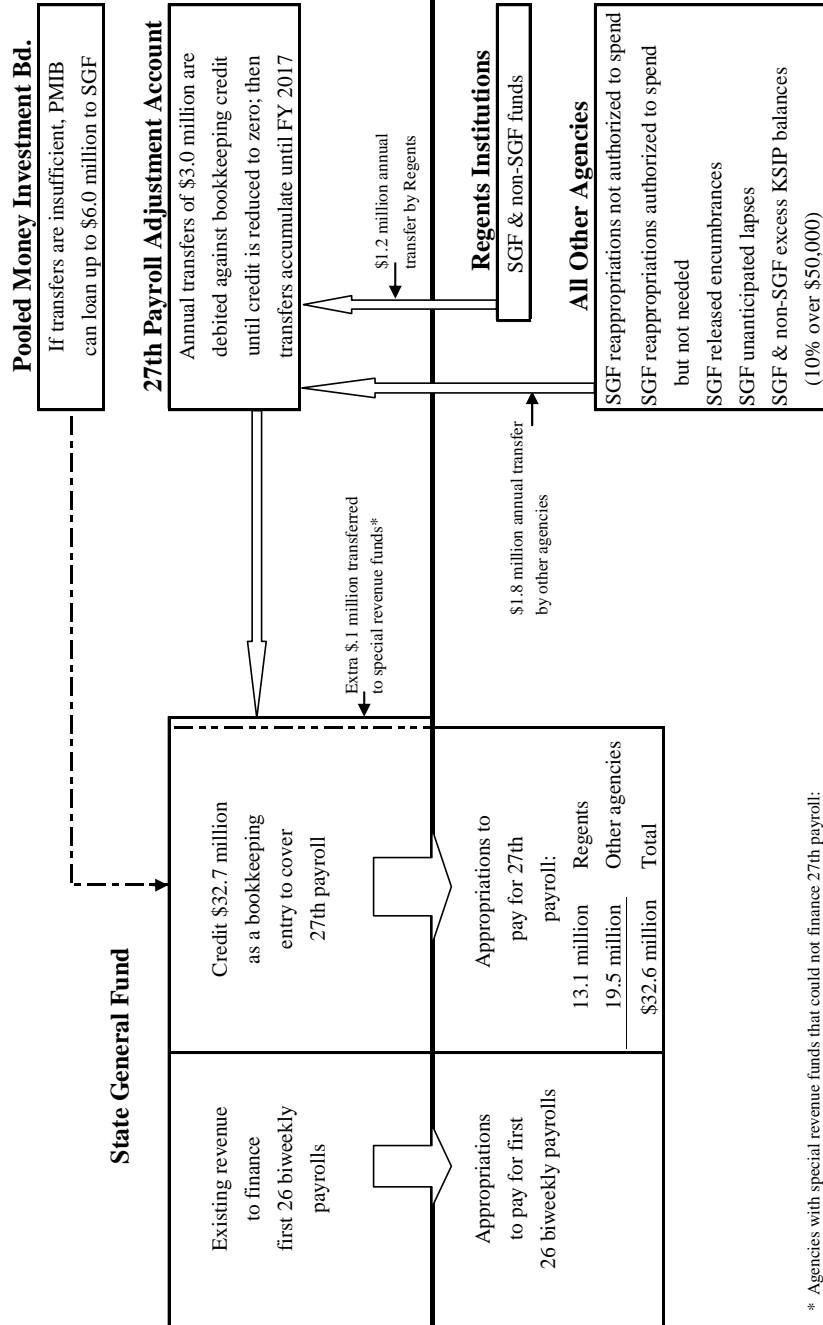 State General Fund
Existing revenue
to finance
first 26 biweekly
payrolls
Credit $32.7 million
as a bookkeeping
entry to cover
27th payroll
Appropriations
to pay for first
26 biweekly payrolls
Appropriations to
pay for 27th
payroll:
13.1 million Regents
19.5 million Other agencies
$32.6 million Total
Extra $.1 million transferred
to special revenue funds*
Pooled Money Investment Bd.
If transfers are insufficient, PMIB
can loan up to $6.0 million to SGF
27th Payroll Adjustment Account
Annual transfers of $3.0 million are
debited against bookkeeping credit
until credit is reduced to zero; then
transfers accumulate until FY 2017
$1.2 million annual
transfer by Regents
$1.8 million annual transfer
by other agencies
Regents Institutions
SGF & non-SGF funds
All Other Agencies
SGF reappropriations not authorized to spend
SGF reappropriations authorized to spend
but not needed
SGF released encumbrances
SGF unanticipated lapses
SGF & non-SGF excess KSIP balances
(10% over $50,000)
* Agencies with special revenue funds that could not finance 27th payroll: